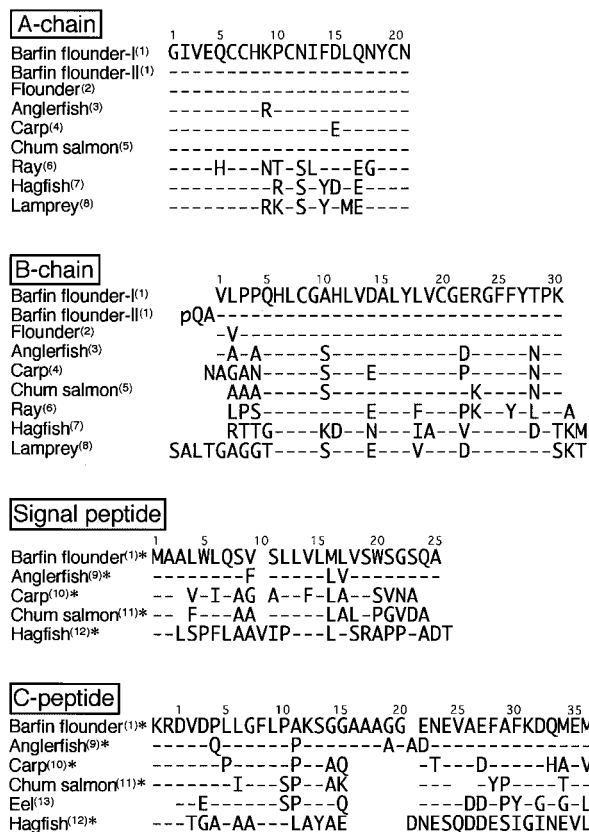 A-chain
1 5 10 15 20
Barfin flounder-I(1) GIVEQCCHKPCNIFDLQNYCN
Barfin flounder-II(1) ---------------------
Flounder(2) ---------------------
Anglerfish(3) --------R------------
Carp(4) --------------E------
Chum salmon(5) ---------------------
Ray(6) ----H---NT-SL---EG---
Hagfish(7) ---------R-S-YD-E----
Lamprey(8) --------RK-S-Y-ME----
B-chain
1 5 10 15 20 25 30
Barfin flounder-I(1) VLPPQHLCGAHLVDALYLVCGERGFFYTPK
Barfin flounder-II(1) pQA------------------------------
Flounder(2) -V----------------------------
Anglerfish(3) -A-A-----S-----------D-----N--
Carp(4) NAGAN-----S---E-------P-----N--
Chum salmon(5) AAA-----S------------K----N--
Ray(6) LPS---------E---F---PK--Y-L--A
Hagfish(7) RTTG----KD--N---IA--V-----D-TKM
Lamprey(8) SALTGAGGT----S---E---V---D-------SKT
Signal peptide
1 5 10 15 20 25
Barfin flounder(1)* MAALWLQSV SLLVLMLVSWSGSQA
Anglerfish(9)* --------F -----LV--------
Carp(10)* -- V-I-AG A--F-LA--SVNA
Chum salmon(11)* -- F---AA -----LAL-PGVDA
Hagfish(12)* --LSPFLAAVIP---L-SRAPP-ADT
C-peptide
1 5 10 15 20 25 30 35
Barfin flounder(1)* KRDVDPLLGFLPAKSGGAAAGG ENEVAEFAFKDQMEM
Anglerfish(9)* -----Q------P-------A-AD
Carp(10)* ------P-----P--AQ --T---D-----HA-V
Chum salmon(11)* -------I---SP--AK ------YP----T--
Eel(13) --E------SP---Q ----DD-PY-G-G-L
Hagfish(12)* ---TGA-AA---LAYAE DNESQDDESIGINEVL